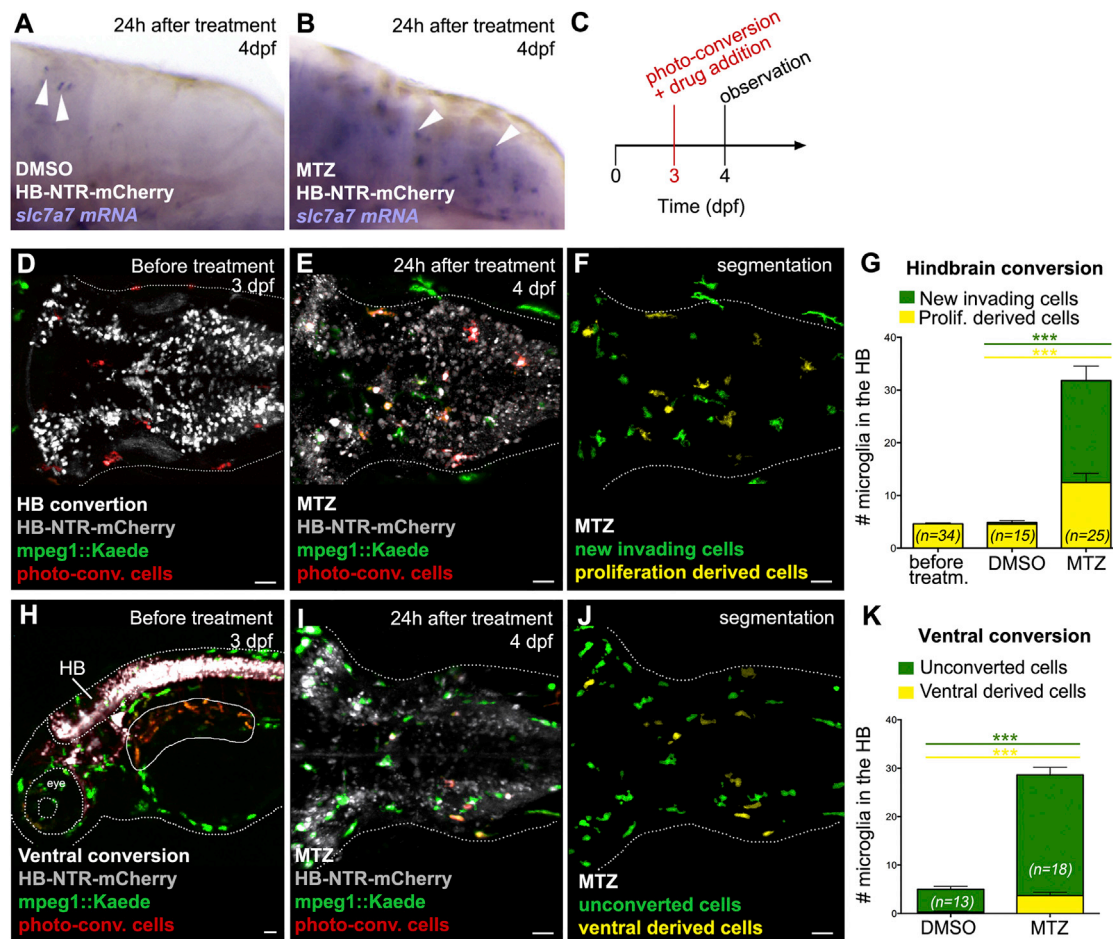 A
24h after treatment
4dpf
DMSO
HB-NTR-mCherry
slc7a7 mRNA
B
24h after treatment
4dpf
MTZ
HB-NTR-mCherry
slc7a7 mRNA
C
photo-conversion
+ drug addition
observation
0
3
4
Time (dpf)
D
Before treatment
3 dpf
HB convertion
HB-NTR-mCherry
mpeg1::Kaede
photo-conv. cells
E
24h after treatment
4 dpf
MTZ
HB-NTR-mCherry
mpeg1::Kaede
photo-conv. cells
F
segmentation
MTZ
new invading cells
proliferation derived cells
G
Hindbrain conversion
New invading cells
Prolif. derived cells
***
***
# microglia in the HB
40
30
20
10
0
(n=34)
(n=15)
(n=25)
before
treatm.
DMSO
MTZ
H
Before treatment
3 dpf
HB
eye
Ventral conversion
HB-NTR-mCherry
mpeg1::Kaede
photo-conv. cells
I
24h after treatment
4 dpf
MTZ
HB-NTR-mCherry
mpeg1::Kaede
photo-conv. cells
J
segmentation
MTZ
unconverted cells
ventral derived cells
K
Ventral conversion
Unconverted cells
Ventral derived cells
***
***
# microglia in the HB
40
30
20
10
0
(n=13)
(n=18)
DMSO
MTZ